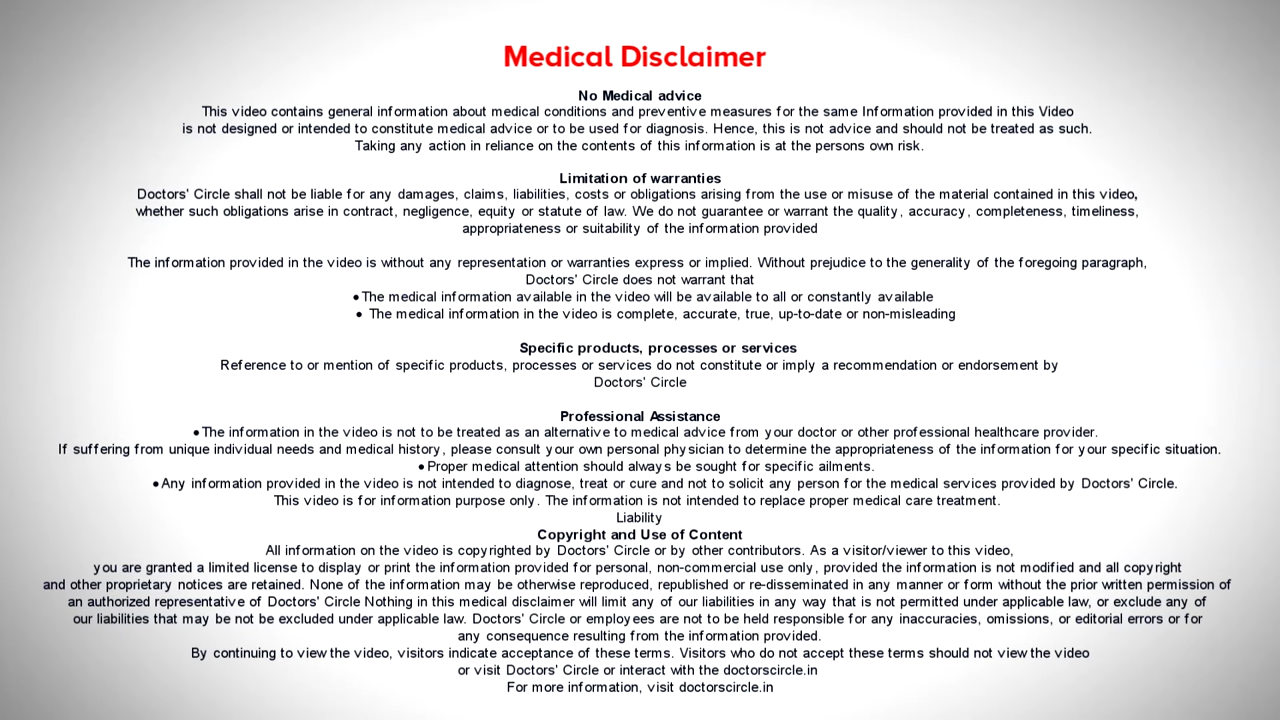 Medical Disclaimer
No Medical advice
This video contains general information about medical conditions and preventive measures for the same Information provided in this Video
is not designed or intended to constitute medical advice or to be used for diagnosis. Hence, this is not advice and should not be treated as such.
Taking any action in reliance on the contents of this information is at the persons own risk.
Limitation of warranties
Doctors' Circle shall not be liable for any damages, claims, liabilities, costs or obligations arising from the use or misuse of the material contained in this video,
whether such obligations arise in contract, negligence, equity or statute of law. We do not guarantee or warrant the quality, accuracy, completeness, timeliness,
appropriateness or suitability of the information provided
The information provided in the video is without any representation or warranties express or implied. Without prejudice to the generality of the foregoing paragraph,
Doctors' Circle does not warrant that
• The medical information available in the video will be available to all or constantly available
• The medical information in the video is complete, accurate, true, up-to-date or non-misleading
Specific products, processes or services
Reference to or mention of specific products, processes or services do not constitute or imply a recommendation or endorsement by
Doctors' Circle
Professional Assistance
• The information in the video is not to be treated as an alternative to medical advice from your doctor or other professional healthcare provider.
If suffering from unique individual needs and medical history, please consult your own personal physician to determine the appropriateness of the information for your specific situation.
• Proper medical attention should always be sought for specific ailments.
• Any information provided in the video is not intended to diagnose, treat or cure and not to solicit any person for the medical services provided by Doctors' Circle.
This video is for information purpose only. The information is not intended to replace proper medical care treatment.
Liability
Copyright and Use of Content
All information on the video is copyrighted by Doctors' Circle or by other contributors. As a visitor/viewer to this video,
you are granted a limited license to display or print the information provided for personal, non-commercial use only, provided the information is not modified and all copyright
and other proprietary notices are retained. None of the information may be otherwise reproduced, republished or re-disseminated in any manner or form without the prior written permission of
an authorized representative of Doctors' Circle Nothing in this medical disclaimer will limit any of our liabilities in any way that is not permitted under applicable law, or exclude any of
our liabilities that may be not be excluded under applicable law. Doctors' Circle or employees are not to be held responsible for any inaccuracies, omissions, or editorial errors or for
any consequence resulting from the information provided.
By continuing to view the video, visitors indicate acceptance of these terms. Visitors who do not accept these terms should not view the video
or visit Doctors' Circle or interact with the doctorscircle.in
For more information, visit doctorscircle.in